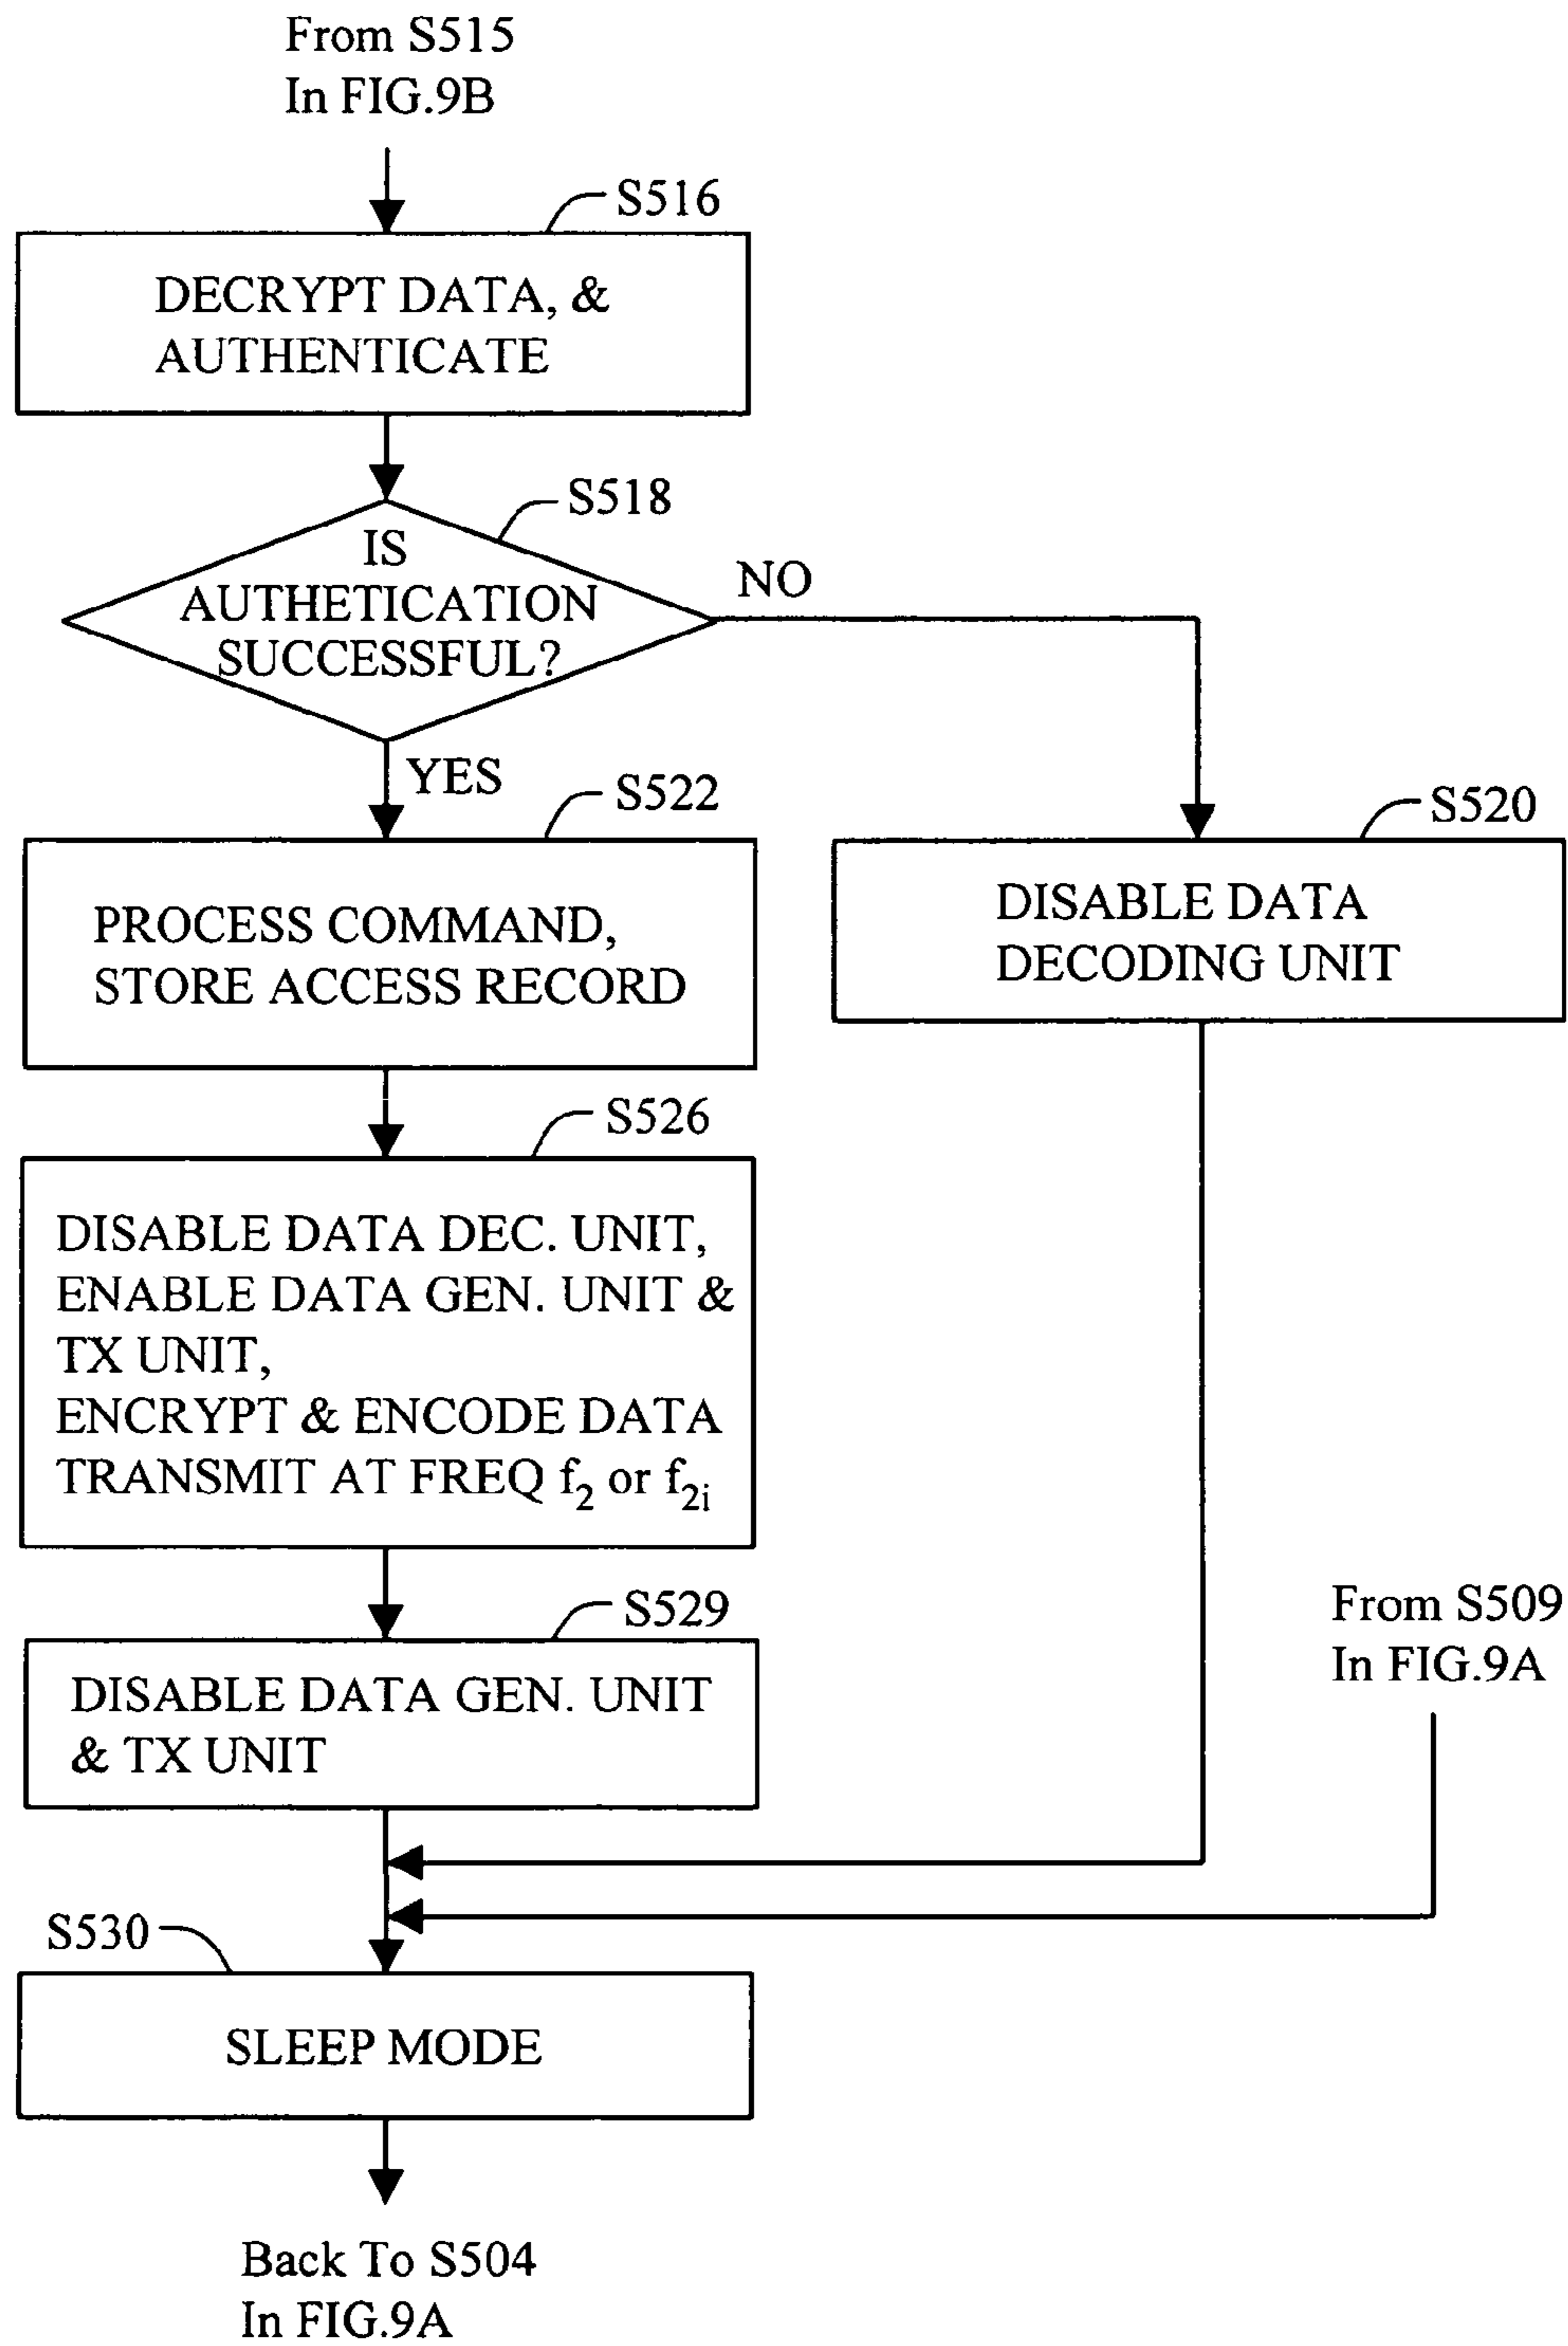 From S515
In FIG.9B
S516
DECRYPT DATA, &
AUTHENTICATE
S518
IS
AUTHETICATION
SUCCESSFUL?
NO
YES
S522
S520
PROCESS COMMAND,
STORE ACCESS RECORD
DISABLE DATA
DECODING UNIT
S526
DISABLE DATA DEC. UNIT,
ENABLE DATA GEN. UNIT &
TX UNIT,
ENCRYPT & ENCODE DATA
TRANSMIT AT FREQ f2 or f2i
S529
From S509
In FIG.9A
DISABLE DATA GEN. UNIT
& TX UNIT
S530
SLEEP MODE
Back To S504
In FIG.9A